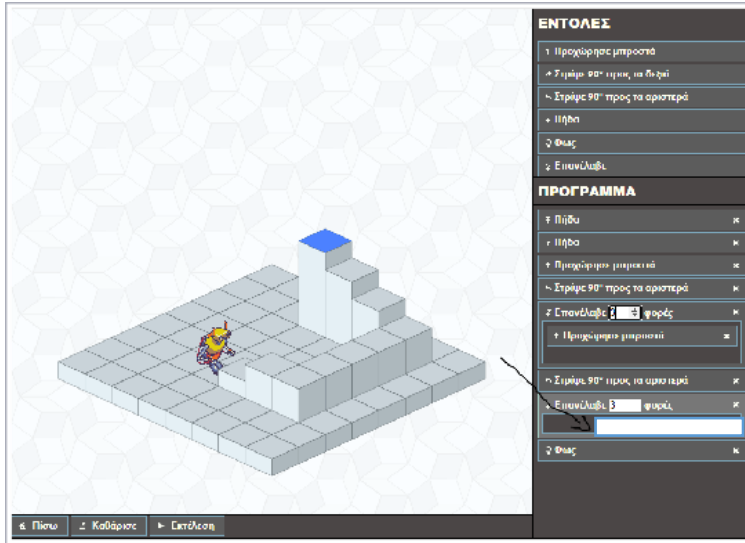 ΕΝΤΟΛΕΣ
Προχώρησε μπροστά
Στρίψε 90° προς τα δεξιά
Στρίψε 90° προς τα αριστερά
Πήδα
Φως
Επανέλαβε
ΠΡΟΓΡΑΜΜΑ
Πήδα
Πήδα
Προχώρησε μπροστά
Στρίψε 90° προς τα αριστερά
Επανέλαβε 2 φορές
Προχώρησε μπροστά
Στρίψε 90° προς τα αριστερά
Επανέλαβε 3 φορές
Φως
Πίσω Καθάρισε Εκτέλεση